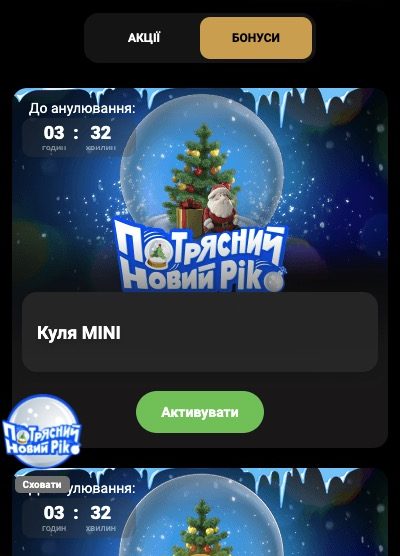 АКЦІЇ
БОНУСИ
До анулювання:
03 : 32
годин хвилин
ПОТРЯСНИЙ
НОВИЙ РІК
Куля MINI
Активувати
ПОТРЯСНИЙ
НОВИЙ РІК
Сховати
До анулювання:
03 : 32
годин хвилин